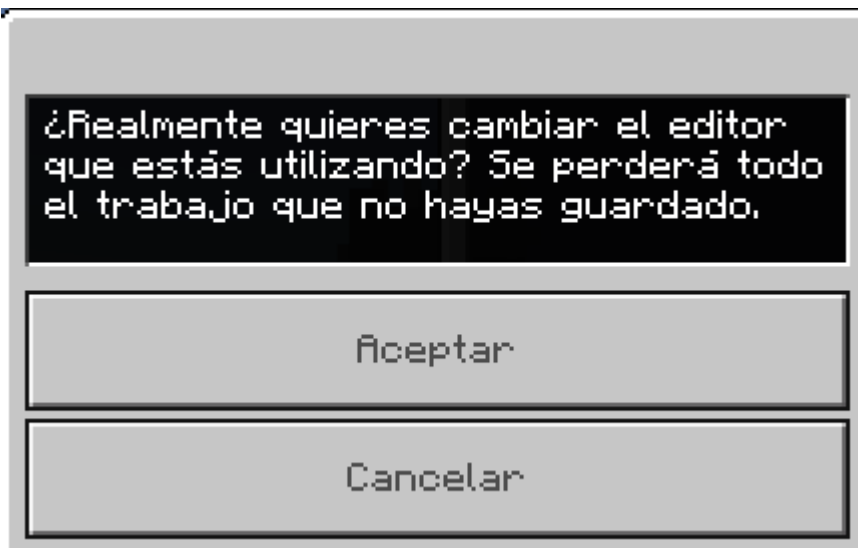 ¿Realmente quieres cambiar el editor
que estás utilizando? Se perderá todo
el trabajo que no hayas guardado.
Aceptar
Cancelar